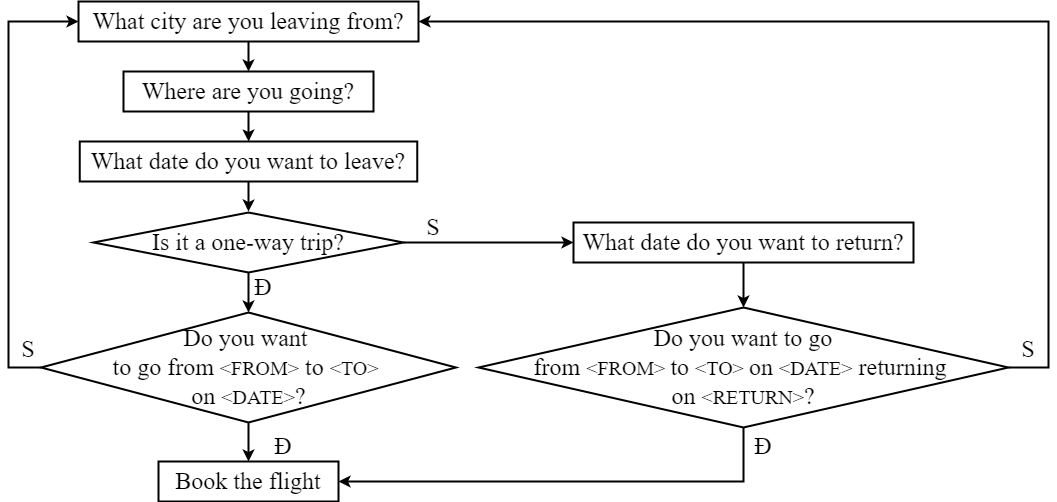 What city are you leaving from?
Where are you going?
What date do you want to leave?
Is it a one-way trip?
S
What date do you want to return?
Đ
Do you want
to go from <FROM> to <TO>
on <DATE>?
S
Do you want to go
from <FROM> to <TO> on <DATE> returning
on <RETURN>?
S
Đ
Đ
Book the flight